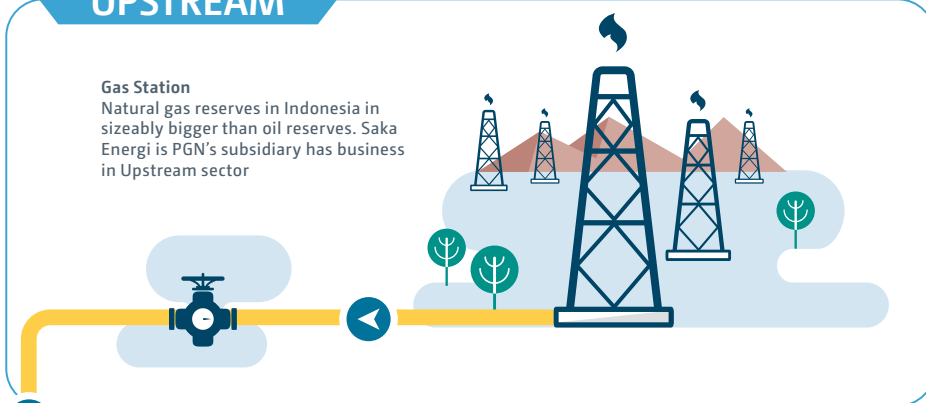 UPSTREAM
Gas Station
Natural gas reserves in Indonesia in
sizeably bigger than oil reserves. Saka
Energi is PGN's subsidiary has business
in Upstream sector